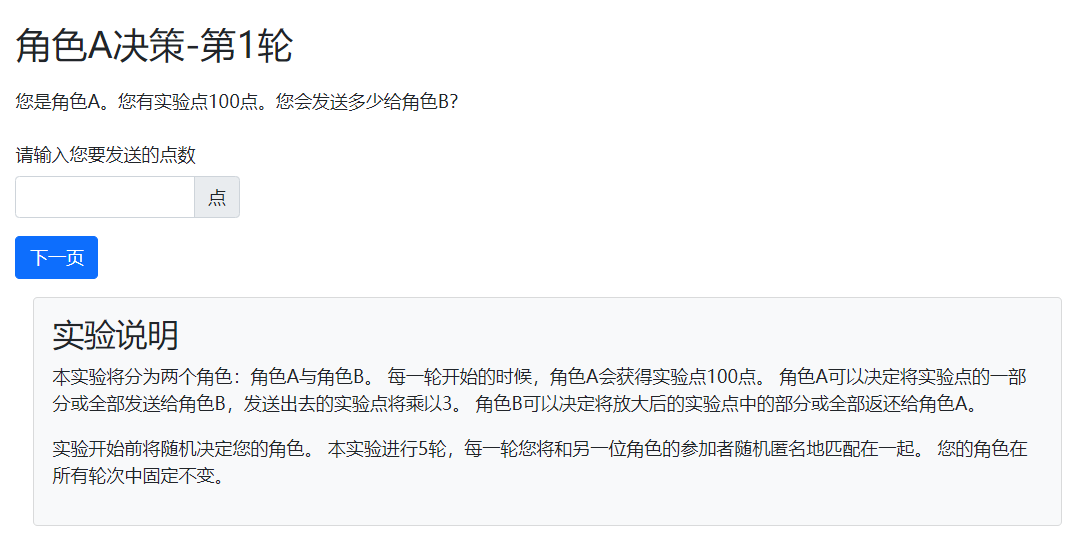 角色A决策-第1轮
您是角色A。您有实验点100点。您会发送多少给角色B？
请输入您要发送的点数
点
下一页
实验说明
本实验将分为两个角色：角色A与角色B。 每一轮开始的时候，角色A会获得实验点100点。 角色A可以决定将实验点的一部
分或全部发送给角色B，发送出去的实验点将乘以3。 角色B可以决定将放大后的实验点中的部分或全部返还给角色A。
实验开始前将随机决定您的角色。 本实验进行5轮，每一轮您将和另一位角色的参加者随机匿名地匹配在一起。 您的角色在
所有轮次中固定不变。